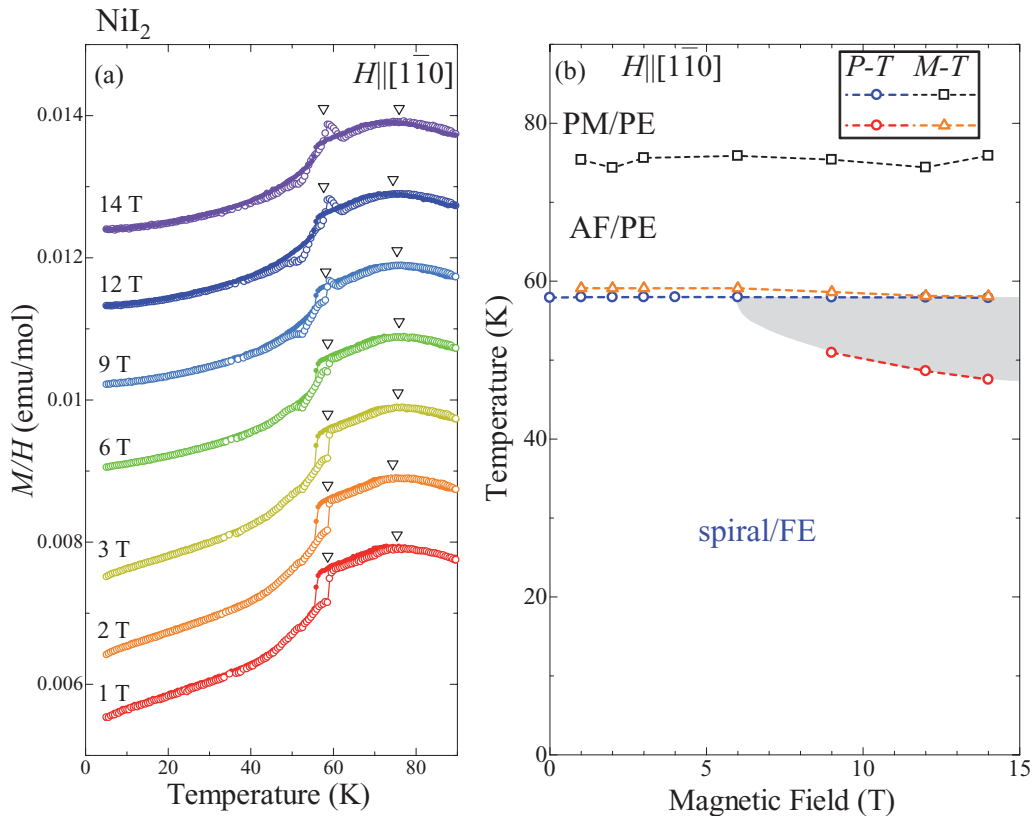 NiI₂
(a)
H||[11̅0]
0.014
0.012
0.01
0.008
0.006
14 T
12 T
9 T
6 T
3 T
2 T
1 T
M/H (emu/mol)
0
20
40
60
80
Temperature (K)
(b)
H||[11̅0]
P-T M-T
PM/PE
AF/PE
spiral/FE
80
60
40
20
0
Temperature (K)
0
5
10
15
Magnetic Field (T)